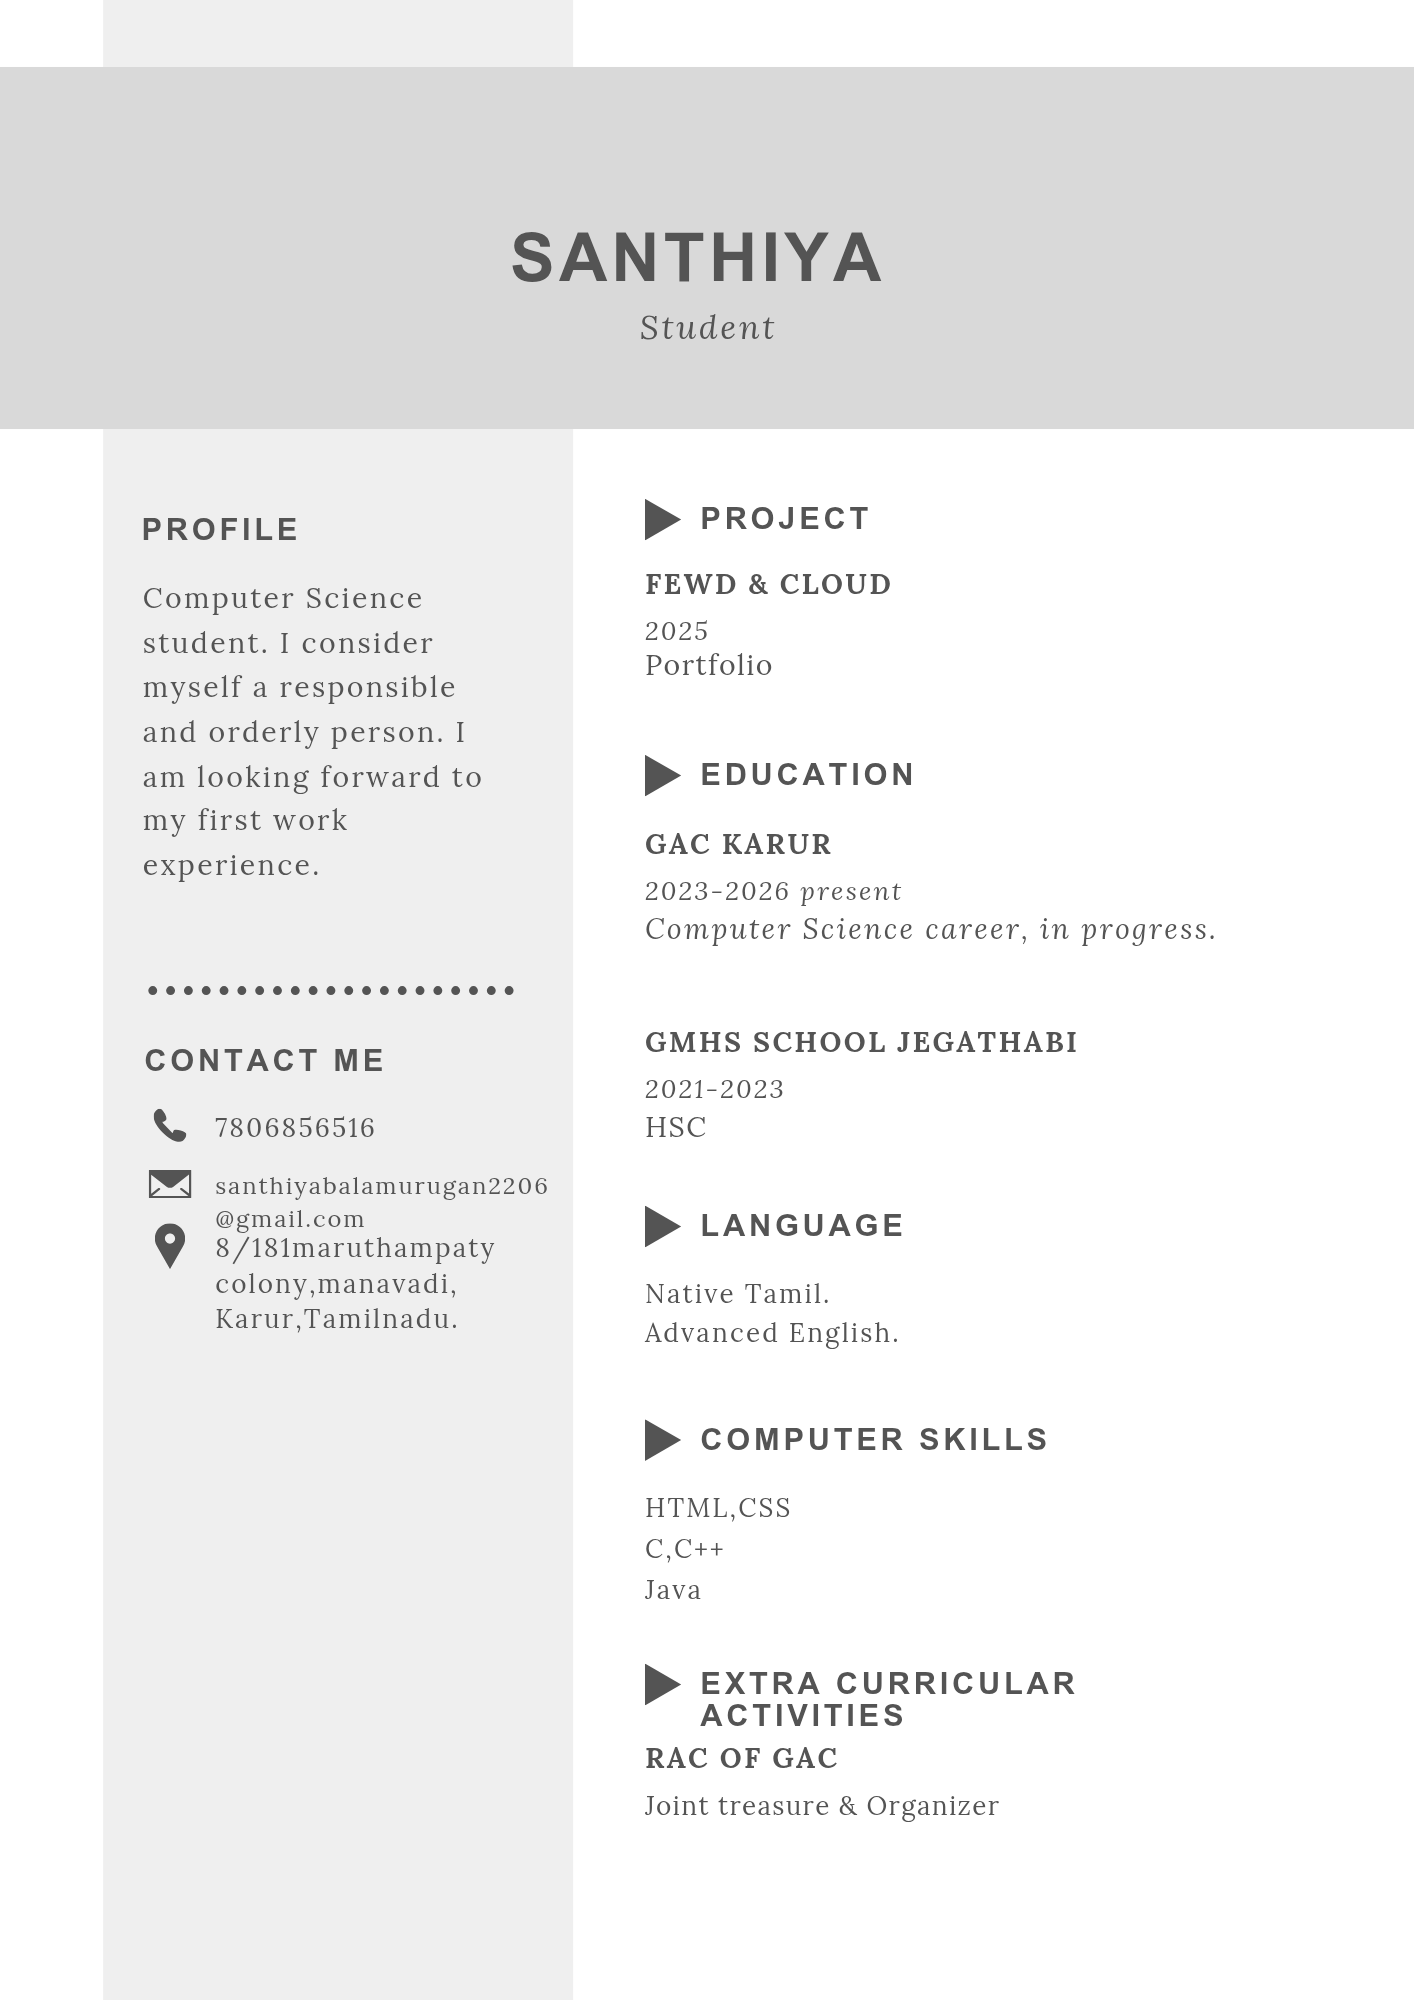 SANTHIYA
Student
PROFILE
Computer Science
student. I consider
myself a responsible
and orderly person. I
am looking forward to
my first work
experience.
CONTACT ME
7806856516
santhiyabalamurugan2206
@gmail.com
8/181maruthampaty
colony,manavadi,
Karur,Tamilnadu.
PROJECT
FEWD & CLOUD
2025
Portfolio
EDUCATION
GAC KARUR
2023-2026 present
Computer Science career, in progress.
GMHS SCHOOL JEGATHABI
2021-2023
HSC
LANGUAGE
Native Tamil.
Advanced English.
COMPUTER SKILLS
HTML,CSS
C,C++
Java
EXTRA CURRICULAR
ACTIVITIES
RAC OF GAC
Joint treasure & Organizer